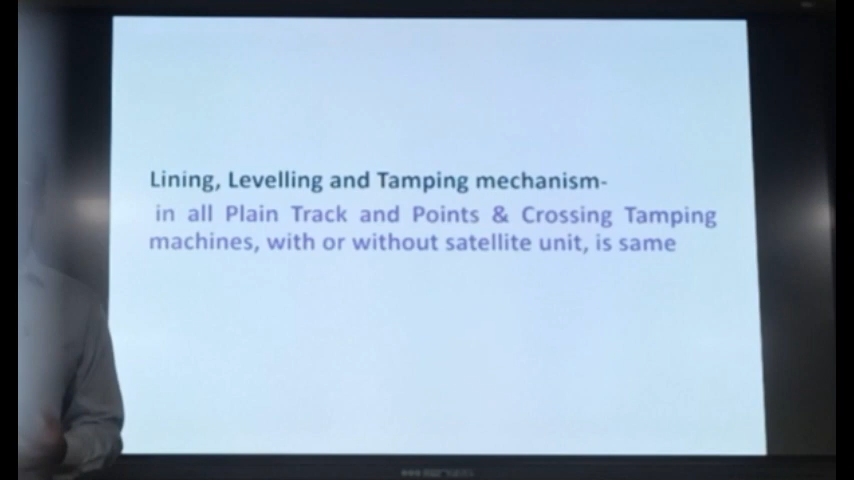 Lining, Levelling and Tamping mechanism-
in all Plain Track and Points & Crossing Tamping
machines, with or without satellite unit, is same